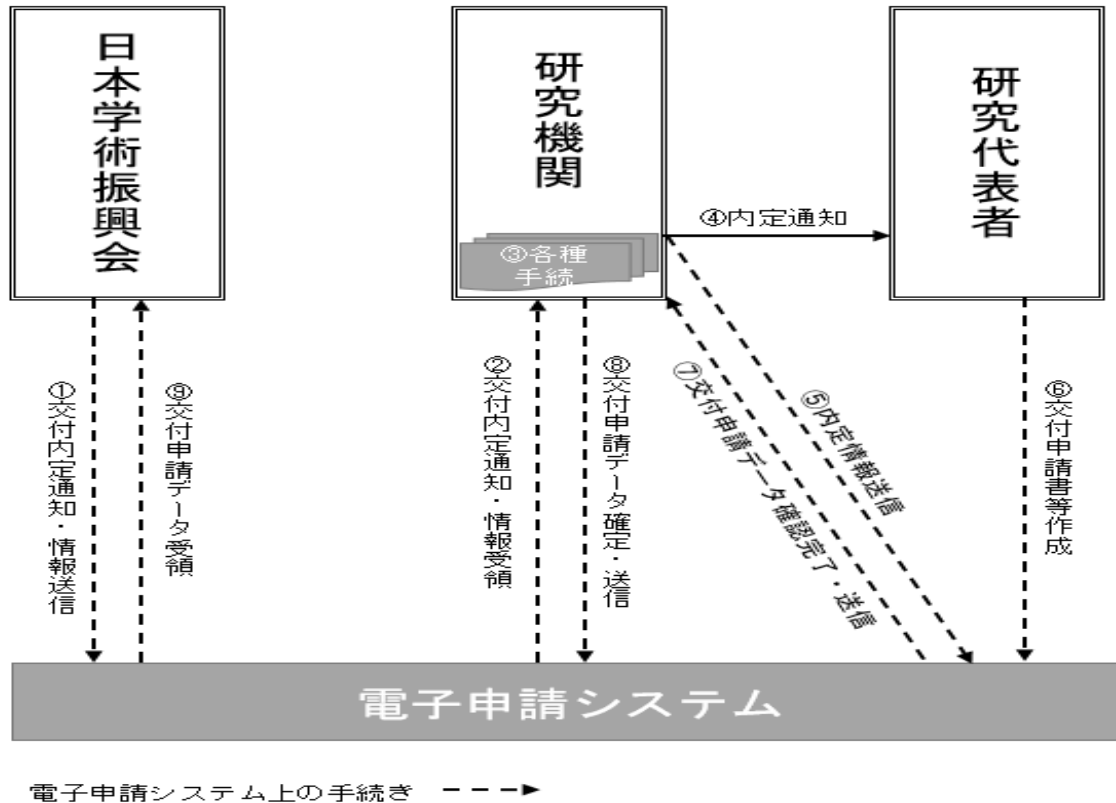 日本学術振興会
研究機関
研究代表者
③各種
手続
④内定通知
①交付内定通知・情報送信
⑨交付申請データ受領
②交付内定通知・情報受領
⑧交付申請データ確定・送信
⑦交付申請データ確認完了・送信
⑤内定情報送信
⑥交付申請書等作成
電子申請システム
電子申請システム上の手続き